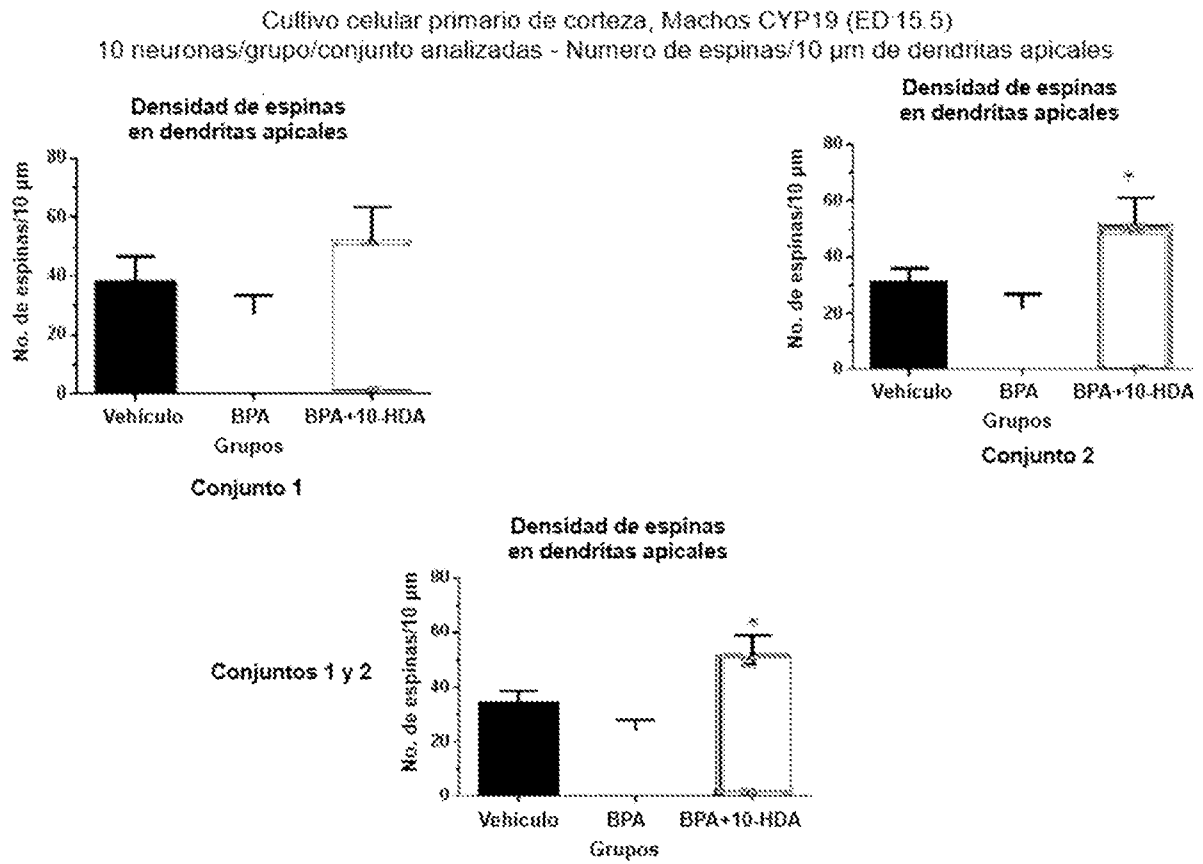 Cultivo celular primario de corteza, Machos CYP19 (ED 15.5)
10 neuronas/grupo/conjunto analizadas - Numero de espinas/10 µm de dendritas apicales
Densidad de espinas
en dendritas apicales
No. de espinas/10 µm
80
60
40
20
0
Vehículo BPA BPA+10-HDA
Grupos
Conjunto 1
Densidad de espinas
en dendritas apicales
No. de espinas/10 µm
80
60
40
20
0
*
Vehículo BPA BPA+10-HDA
Grupos
Conjunto 2
Densidad de espinas
en dendritas apicales
Conjuntos 1 y 2
No. de espinas/10 µm
80
60
40
20
0
*
Vehículo BPA BPA+10-HDA
Grupos